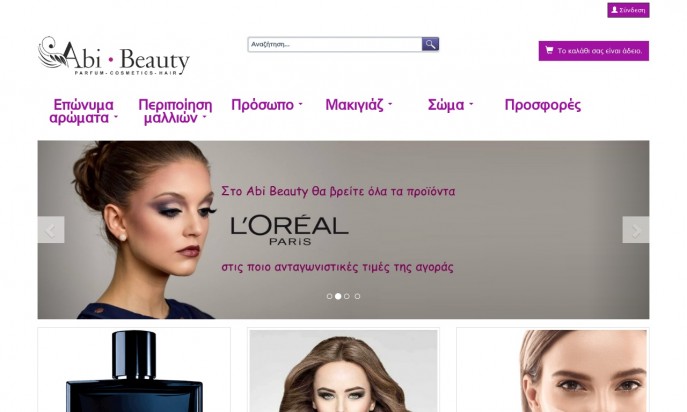 Σύνδεση
Abi · Beauty
PARFUM-COSMETICS-HAIR
Αναζήτηση...
Το καλάθι σας είναι άδειο.
Επώνυμα
αρώματα
Περιποίηση
μαλλιών
Πρόσωπο
Μακιγιάζ
Σώμα
Προσφορές
Στο Abi Beauty θα βρείτε όλα τα προϊόντα
L'ORÉAL
PARIS
στις ποιο ανταγωνιστικές τιμές της αγοράς